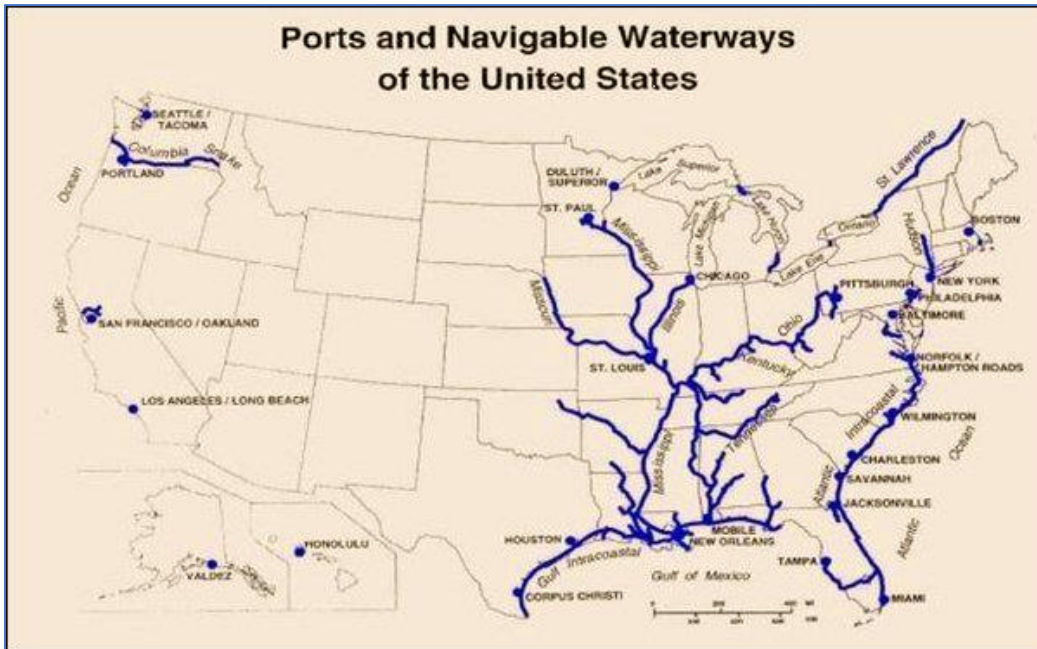 Ports and Navigable Waterways
of the United States
SEATTLE /
TACOMA
Columbia
Snake
PORTLAND
Ocean
Pacific
SAN FRANCISCO / OAKLAND
LOS ANGELES / LONG BEACH
DULUTH /
SUPERIOR
Lake
Superior
ST. PAUL
Mississippi
Lake Michigan
Lake Huron
St. Lawrence
Ontario
Lake Erie
Hudson
BOSTON
NEW YORK
CHICAGO
PITTSBURGH
PHILADELPHIA
BALTIMORE
Missouri
Illinois
Ohio
ST. LOUIS
Kentucky
NORFOLK /
HAMPTON ROADS
Intracoastal
WILMINGTON
Mississippi
Tennessee
Ocean
CHARLESTON
Atlantic
SAVANNAH
JACKSONVILLE
Atlantic
MOBILE
NEW ORLEANS
HOUSTON
Gulf Intracoastal
TAMPA
Gulf of Mexico
CORPUS CHRISTI
MIAMI
HONOLULU
VALDEZ
0 200 400